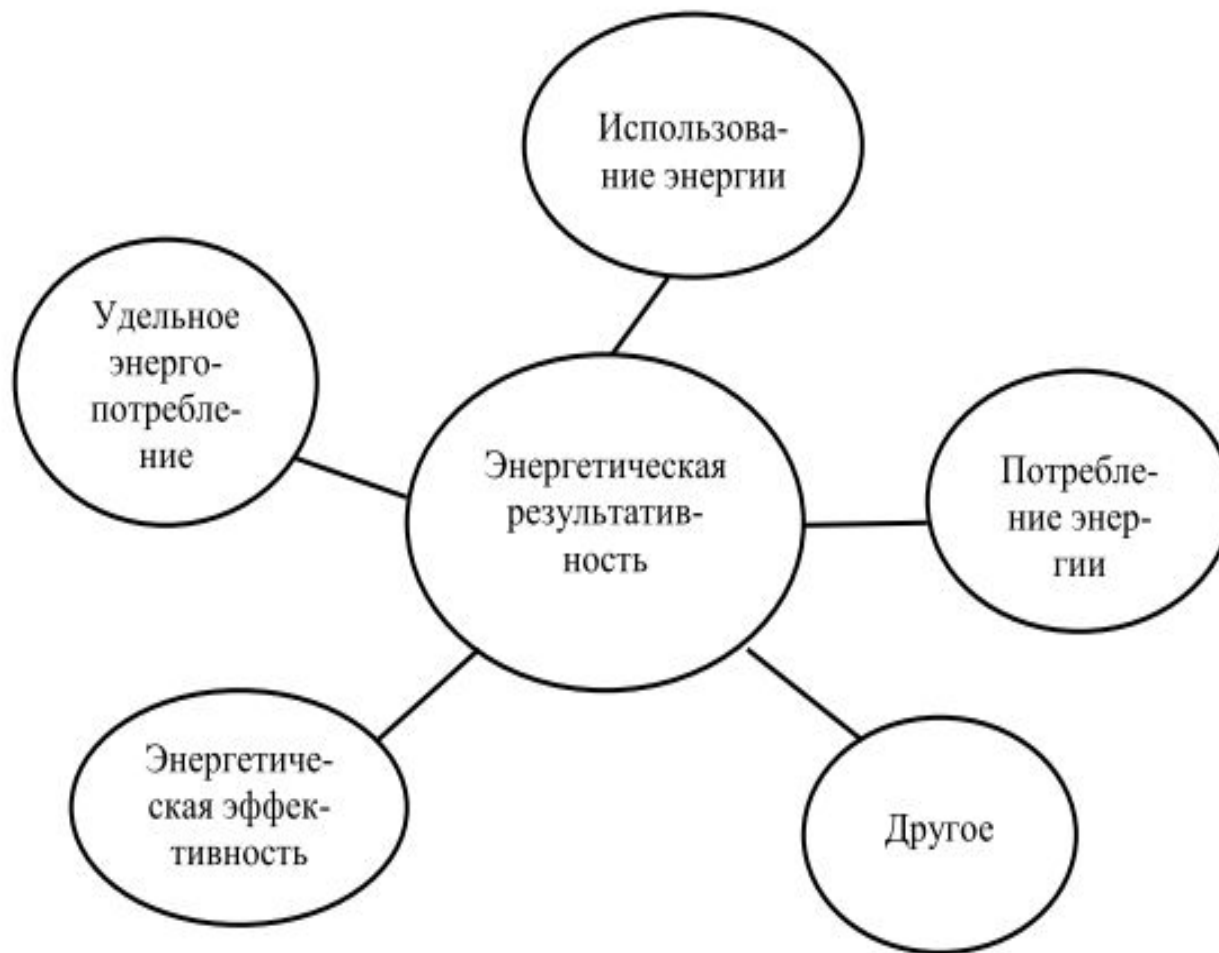 Использова-
ние энергии
Удельное
энерго-
потребле-
ние
Энергетическая
результатив-
ность
Потребле-
ние энер-
гии
Энергетиче-
ская эффек-
тивность
Другое